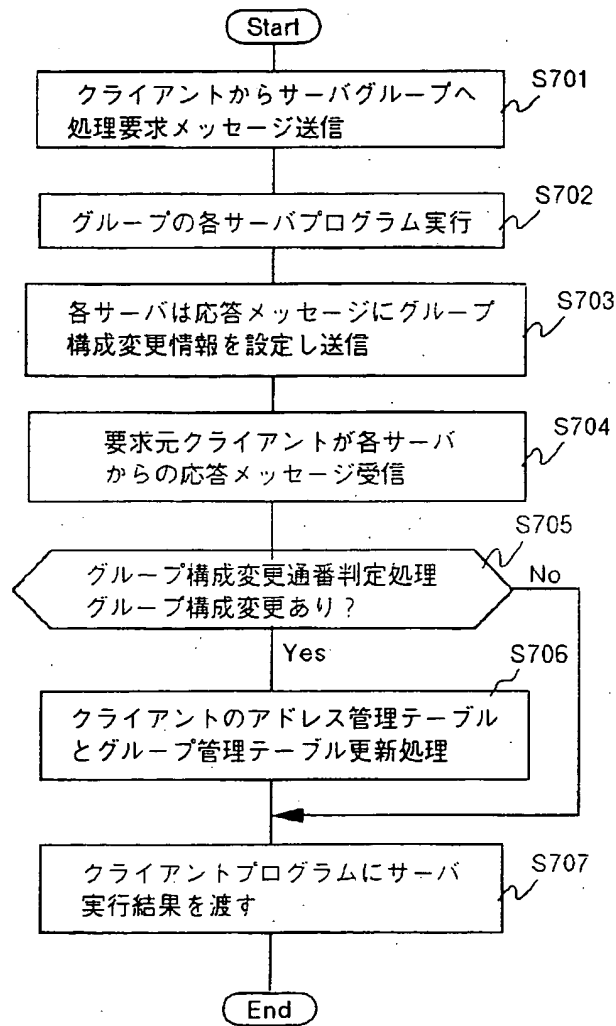 Start
S701
クライアントからサーバグループへ
処理要求メッセージ送信
S702
グループの各サーバプログラム実行
S703
各サーバは応答メッセージにグループ
構成変更情報を設定し送信
S704
要求元クライアントが各サーバ
からの応答メッセージ受信
S705
グループ構成変更通番判定処理
グループ構成変更あり?
No
Yes
S706
クライアントのアドレス管理テーブル
とグループ管理テーブル更新処理
S707
クライアントプログラムにサーバ
実行結果を渡す
End